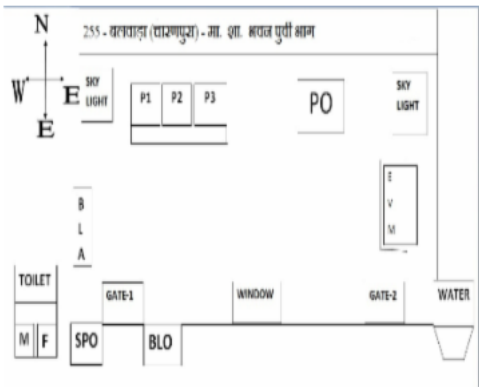 N
255 - बलवाड़ा (चारणपुरा) - मा. शा. भवन पुर्वी भाग
W E
E
SKY
LIGHT
P1 P2 P3
PO
SKY
LIGHT
E
V
M
B
L
A
TOILET
GATE-1
WINDOW
GATE-2
WATER
M F
SPO
BLO